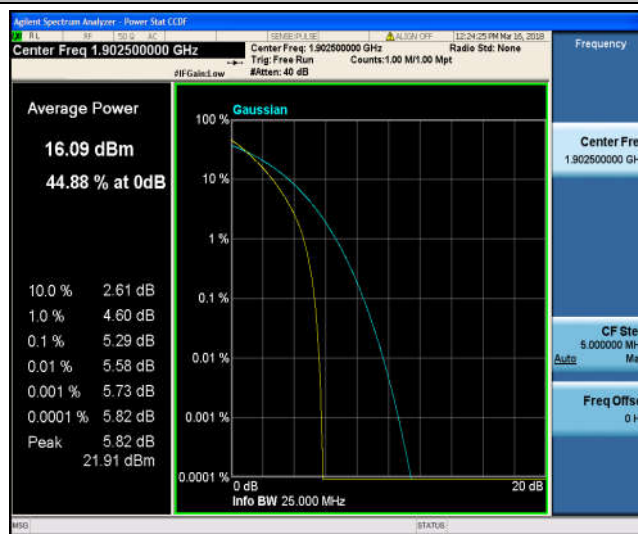 Agilent Spectrum Analyzer - Power Stat CCDF
RL RF 50 Ω AC SENSE:PULSE ALIGN OFF 12:24:25 PM Mar 16, 2018
Center Freq 1.902500000 GHz
Center Freq: 1.902500000 GHz Radio Std: None
Trig: Free Run Counts:1.00 M/1.00 Mpt
#IFGain:Low #Atten: 40 dB
Frequency
Average Power
16.09 dBm
44.88 % at 0dB
10.0 % 2.61 dB
1.0 % 4.60 dB
0.1 % 5.29 dB
0.01 % 5.58 dB
0.001 % 5.73 dB
0.0001 % 5.82 dB
Peak 5.82 dB
21.91 dBm
Gaussian
100 %
10 %
1 %
0.1 %
0.01 %
0.001 %
0.0001 %
0 dB 20 dB
Info BW 25.000 MHz
Center Fre
1.902500000 GH
CF Ste
5.000000 MH
Auto Ma
Freq Offse
0 H
MSG STATUS